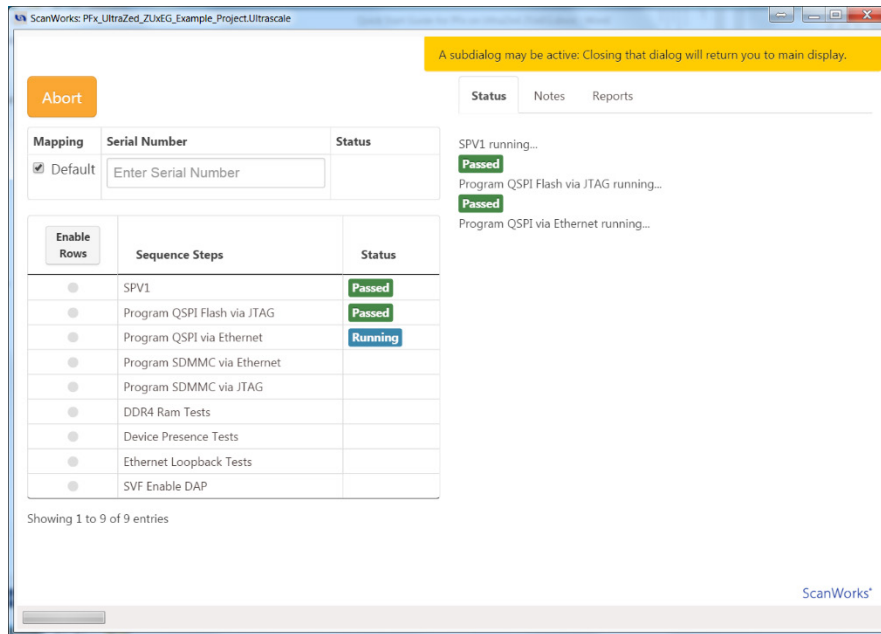 ScanWorks: PFx_UltraZed_ZUxEG_Example_Project.Ultrascale
A subdialog may be active: Closing that dialog will return you to main display.
Abort
Mapping Serial Number Status
Default Enter Serial Number
Enable Rows Sequence Steps Status
SPV1 Passed
Program QSPI Flash via JTAG Passed
Program QSPI via Ethernet Running
Program SDMMC via Ethernet
Program SDMMC via JTAG
DDR4 Ram Tests
Device Presence Tests
Ethernet Loopback Tests
SVF Enable DAP
Showing 1 to 9 of 9 entries
Status Notes Reports
SPV1 running...
Passed
Program QSPI Flash via JTAG running...
Passed
Program QSPI via Ethernet running...
ScanWorks*